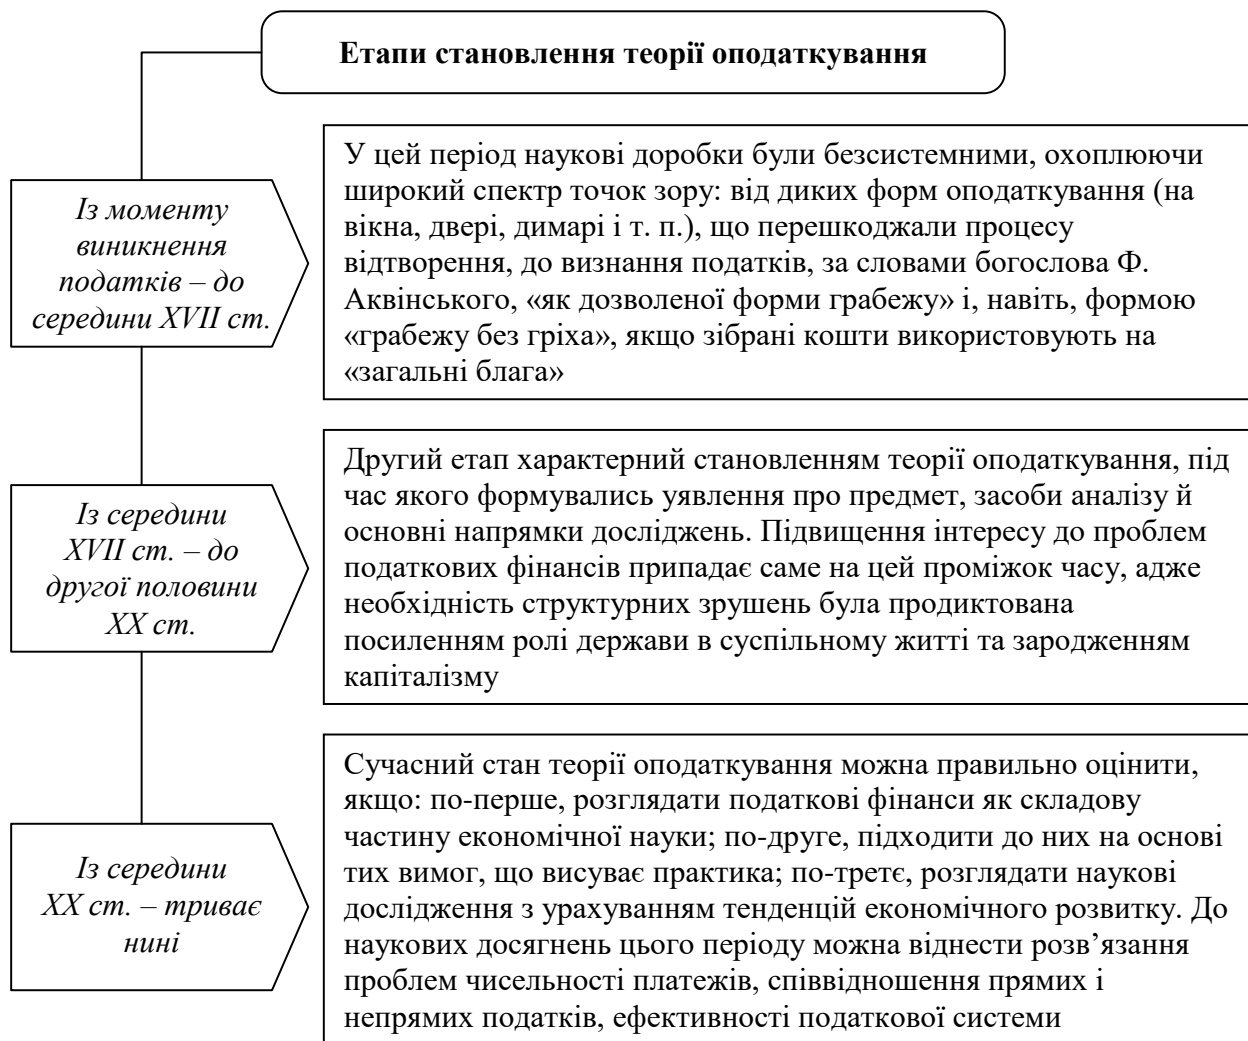 Етапи становлення теорії оподаткування
Із моменту
виникнення
податків – до
середини XVII ст.
У цей період наукові доробки були безсистемними, охоплюючи
широкий спектр точок зору: від диких форм оподаткування (на
вікна, двері, димарі і т. п.), що перешкоджали процесу
відтворення, до визнання податків, за словами богослова Ф.
Аквінського, «як дозволеної форми грабежу» і, навіть, формою
«грабежу без гріха», якщо зібрані кошти використовують на
«загальні блага»
Із середини
XVII ст. – до
другої половини
XX ст.
Другий етап характерний становленням теорії оподаткування, під
час якого формувались уявлення про предмет, засоби аналізу й
основні напрямки досліджень. Підвищення інтересу до проблем
податкових фінансів припадає саме на цей проміжок часу, адже
необхідність структурних зрушень була продиктована
посиленням ролі держави в суспільному житті та зародженням
капіталізму
Із середини
XX ст. – триває
нині
Сучасний стан теорії оподаткування можна правильно оцінити,
якщо: по-перше, розглядати податкові фінанси як складову
частину економічної науки; по-друге, підходити до них на основі
тих вимог, що висуває практика; по-третє, розглядати наукові
дослідження з урахуванням тенденцій економічного розвитку. До
наукових досягнень цього періоду можна віднести розв’язання
проблем чисельності платежів, співвідношення прямих і
непрямих податків, ефективності податкової системи